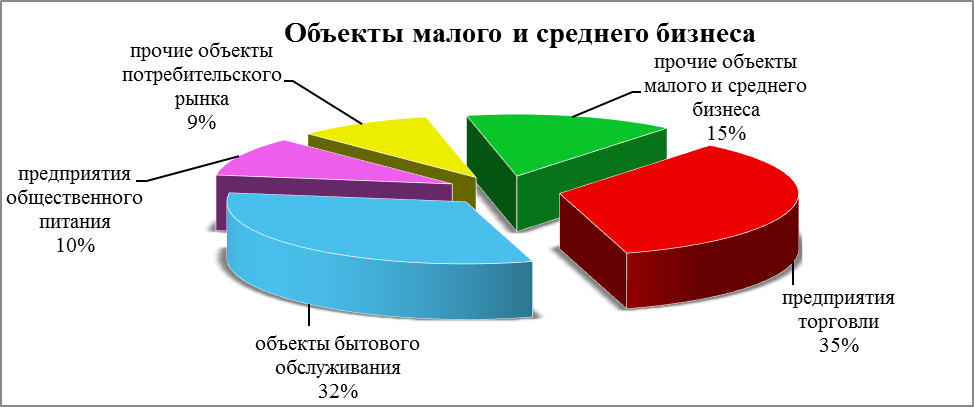 Объекты малого и среднего бизнеса
прочие объекты
потребительского
рынка
9%
прочие объекты
малого и среднего
бизнеса
15%
предприятия
общественного
питания
10%
предприятия
торговли
35%
объекты бытового
обслуживания
32%